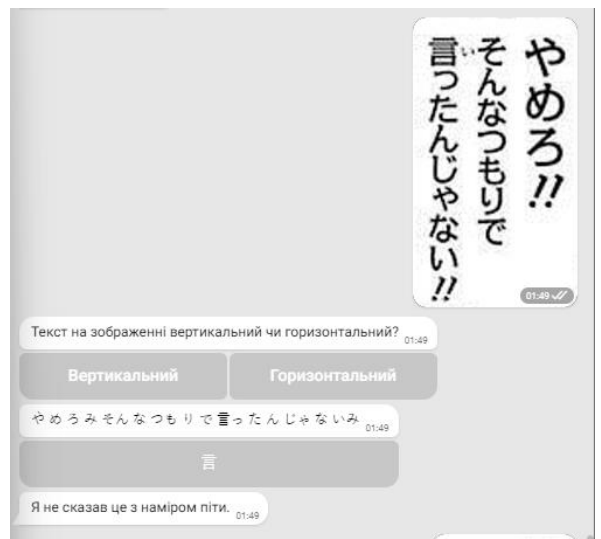 やめろ!!
そんなつもりで
言ったんじゃない!!
い
01:49
Текст на зображенні вертикальний чи горизонтальний?
01:49
Вертикальний
Горизонтальний
やめろみそんなつもりで言ったんじゃないみ
01:49
言
Я не сказав це з наміром піти.
01:49